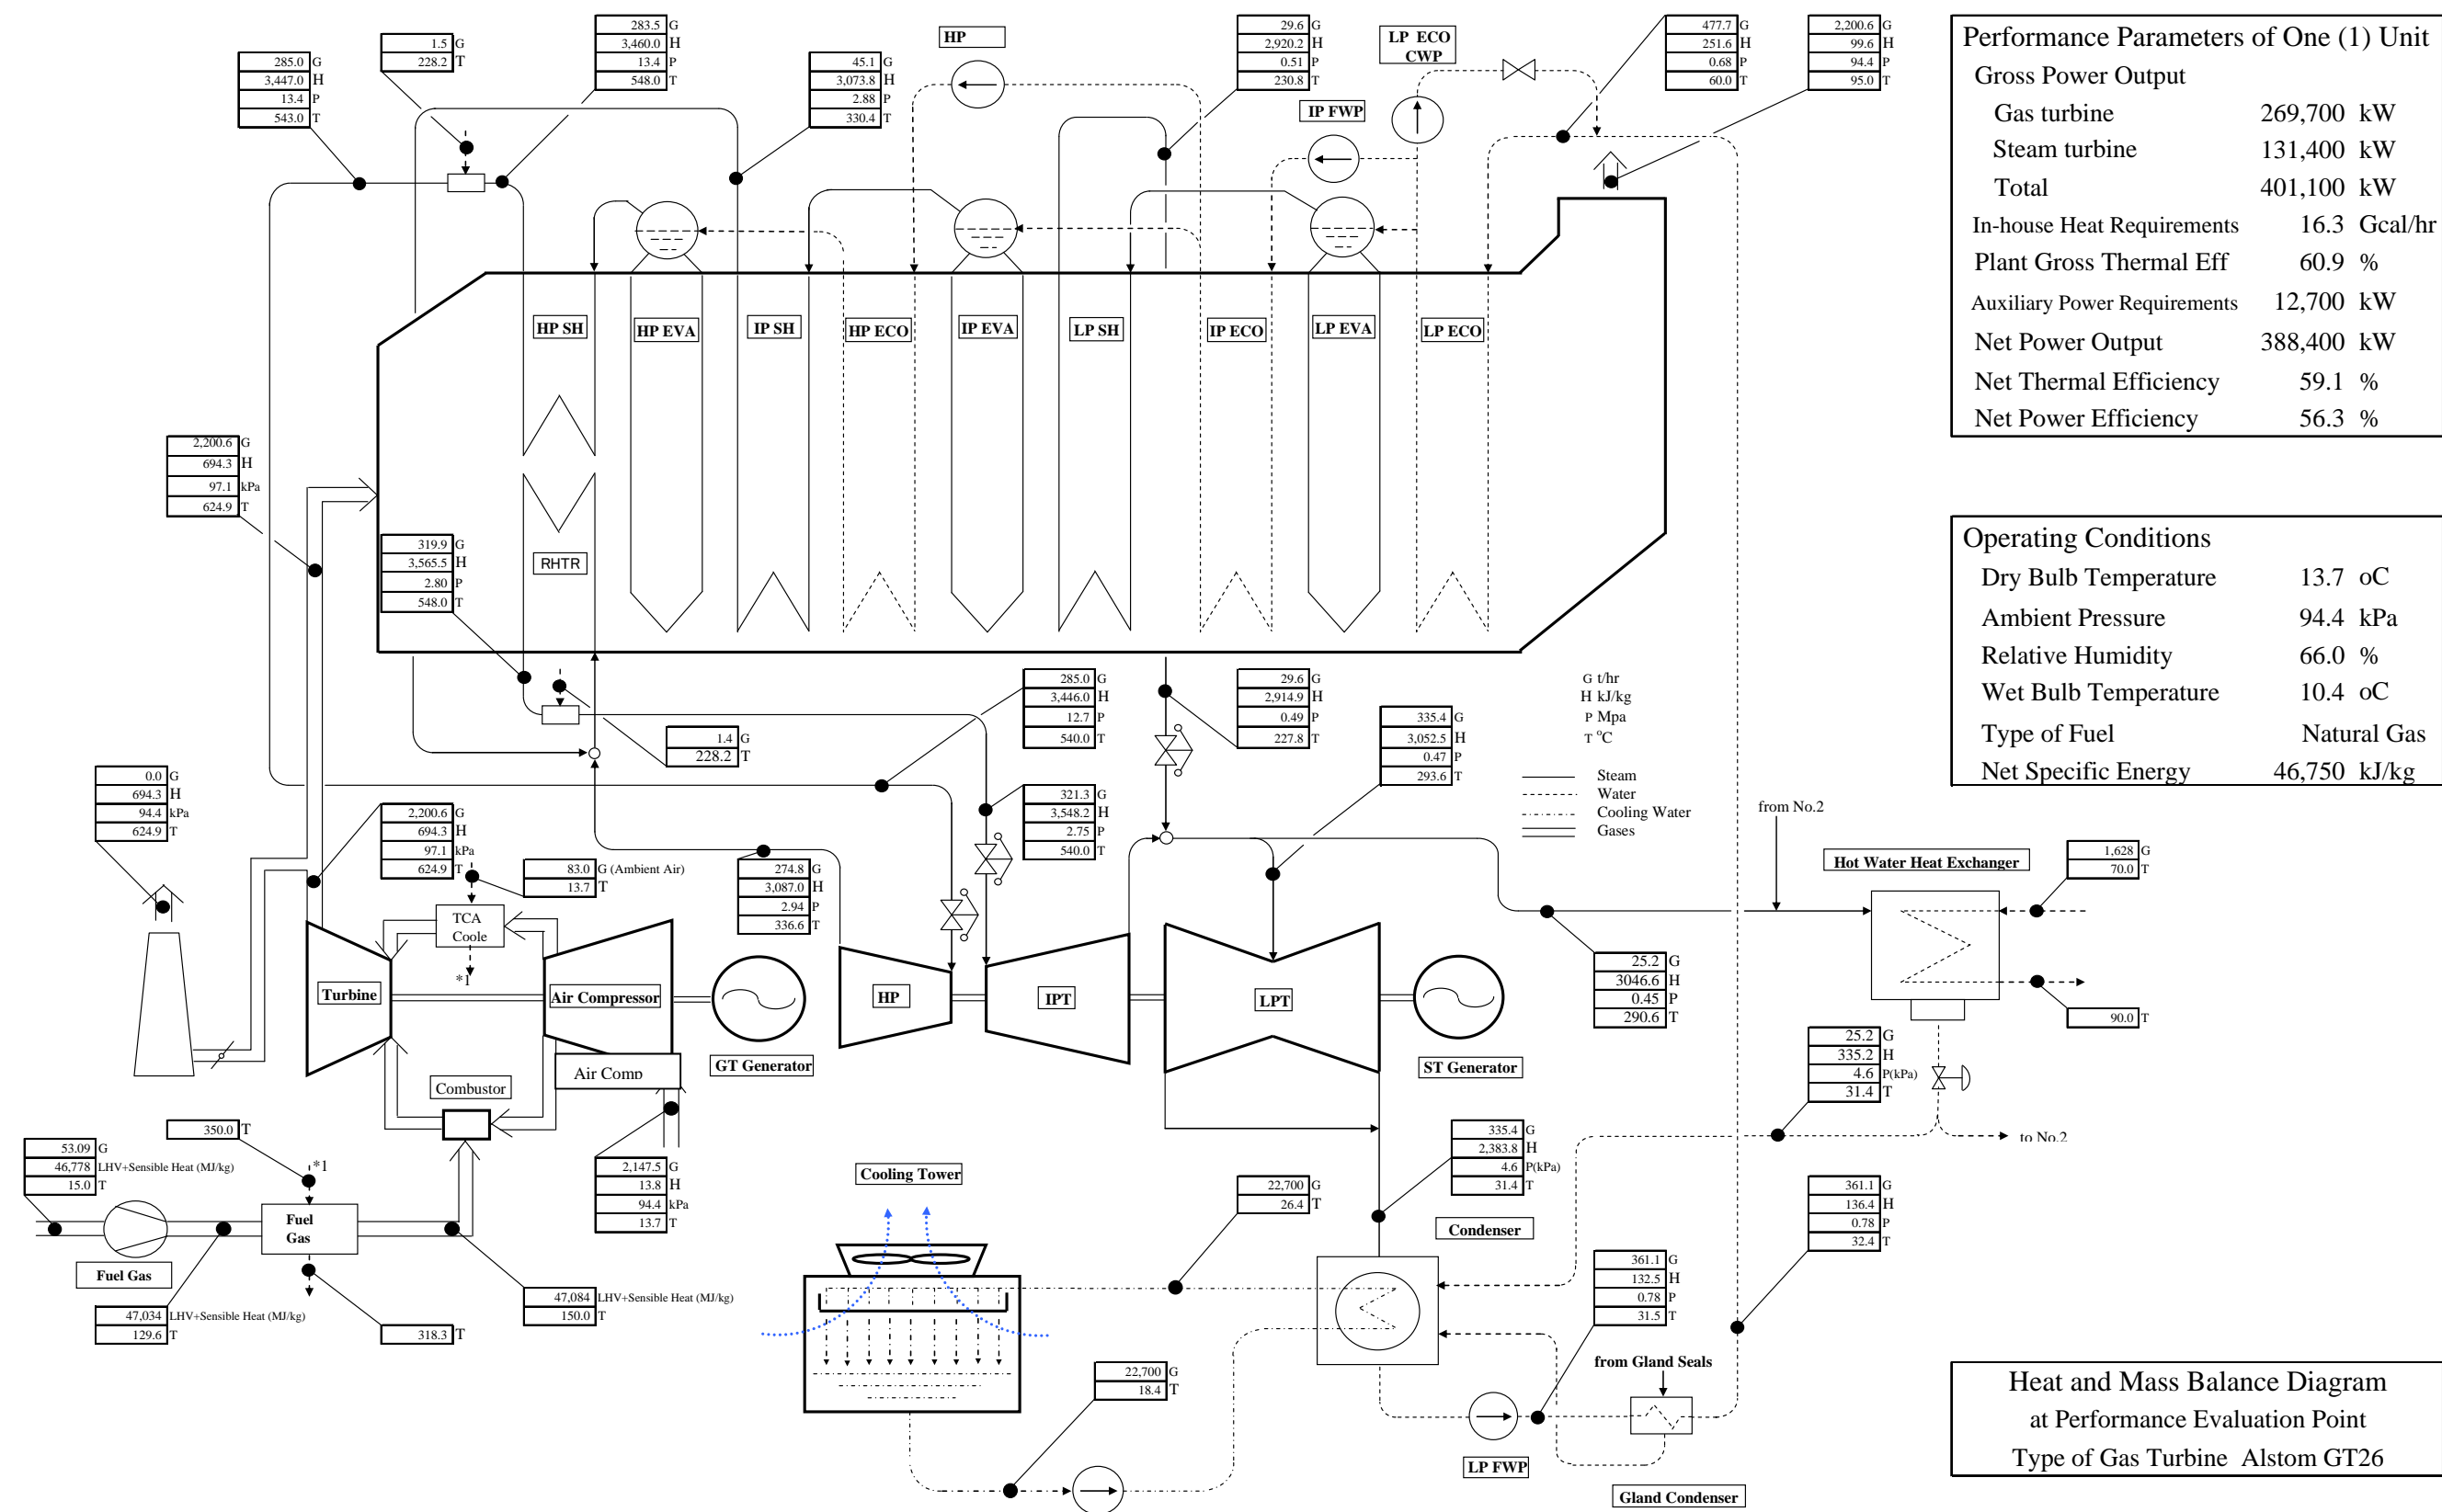 283.5 G
3,460.0 H
13.4 P
548.0 T
1.5 G
228.2 T
285.0 G
3,447.0 H
13.4 P
543.0 T
45.1 G
3,073.8 H
2.88 P
330.4 T
HP
29.6 G
2,920.2 H
0.51 P
230.8 T
LP ECO
CWP
IP FWP
477.7 G
251.6 H
0.68 P
60.0 T
2,200.6 G
99.6 H
94.4 P
95.0 T
Performance Parameters of One (1) Unit
Gross Power Output
Gas turbine 269,700 kW
Steam turbine 131,400 kW
Total 401,100 kW
In-house Heat Requirements 16.3 Gcal/hr
Plant Gross Thermal Eff 60.9 %
Auxiliary Power Requirements 12,700 kW
Net Power Output 388,400 kW
Net Thermal Efficiency 59.1 %
Net Power Efficiency 56.3 %
HP SH
HP EVA
IP SH
HP ECO
IP EVA
LP SH
IP ECO
LP EVA
LP ECO
2,200.6 G
694.3 H
97.1 kPa
624.9 T
319.9 G
3,565.5 H
2.80 P
548.0 T
RHTR
Operating Conditions
Dry Bulb Temperature 13.7 oC
Ambient Pressure 94.4 kPa
Relative Humidity 66.0 %
Wet Bulb Temperature 10.4 oC
Type of Fuel Natural Gas
Net Specific Energy 46,750 kJ/kg
1.4 G
228.2 T
285.0 G
3,446.0 H
12.7 P
540.0 T
29.6 G
2,914.9 H
0.49 P
227.8 T
335.4 G
3,052.5 H
0.47 P
293.6 T
G t/hr
H kJ/kg
P Mpa
T °C
Steam
Water
Cooling Water
Gases
0.0 G
694.3 H
94.4 kPa
624.9 T
2,200.6 G
694.3 H
97.1 kPa
624.9 T
83.0 G (Ambient Air)
13.7 T
274.8 G
3,087.0 H
2.94 P
336.6 T
321.3 G
3,548.2 H
2.75 P
540.0 T
from No.2
Hot Water Heat Exchanger
1,628 G
70.0 T
90.0 T
TCA
Coole
*1
Turbine
Air Compressor
GT Generator
HP
IPT
LPT
ST Generator
25.2 G
3046.6 H
0.45 P
290.6 T
25.2 G
335.2 H
4.6 P(kPa)
31.4 T
to No.2
Air Comp
Combustor
350.0 T
*1
53.09 G
46,778 LHV+Sensible Heat (MJ/kg)
15.0 T
Fuel
Gas
Fuel Gas
47,034 LHV+Sensible Heat (MJ/kg)
129.6 T
318.3 T
47,084 LHV+Sensible Heat (MJ/kg)
150.0 T
2,147.5 G
13.8 H
94.4 kPa
13.7 T
Cooling Tower
22,700 G
26.4 T
335.4 G
2,383.8 H
4.6 P(kPa)
31.4 T
Condenser
361.1 G
132.5 H
0.78 P
31.5 T
361.1 G
136.4 H
0.78 P
32.4 T
22,700 G
18.4 T
from Gland Seals
LP FWP
Gland Condenser
Heat and Mass Balance Diagram
at Performance Evaluation Point
Type of Gas Turbine Alstom GT26